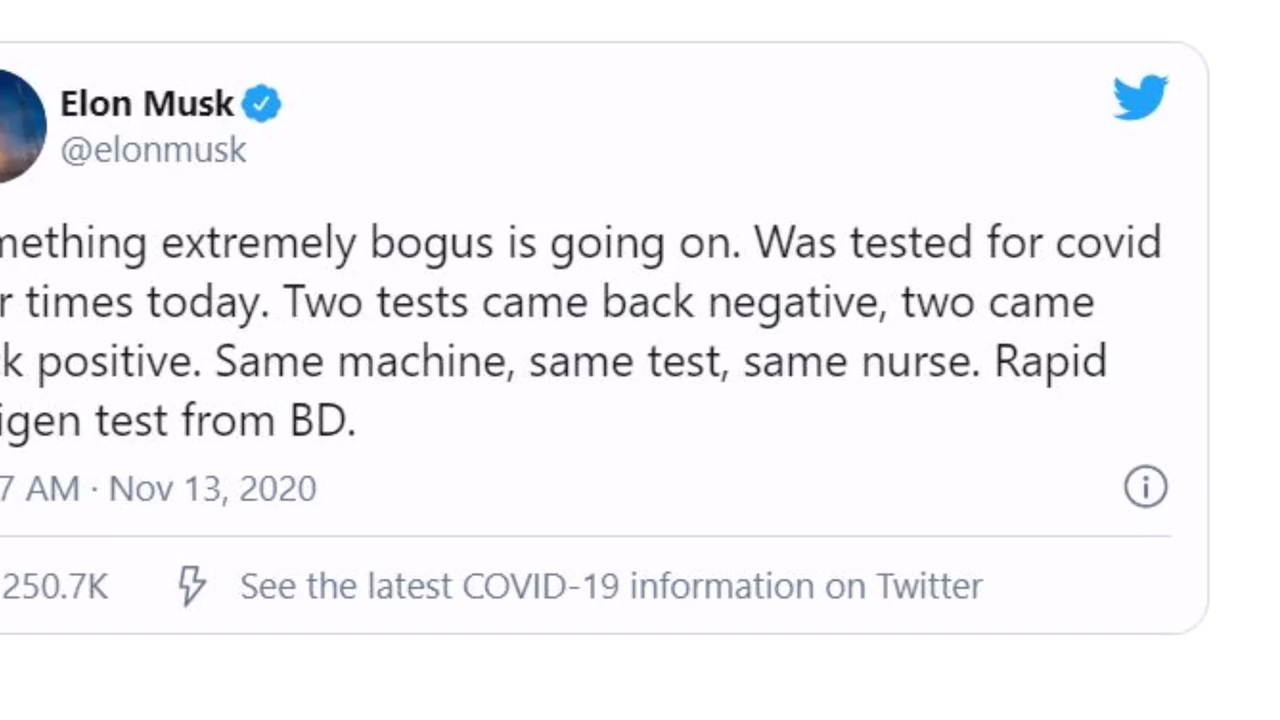 Elon Musk
@elonmusk
mething extremely bogus is going on. Was tested for covid
r times today. Two tests came back negative, two came
k positive. Same machine, same test, same nurse. Rapid
igen test from BD.
7 AM · Nov 13, 2020
250.7K See the latest COVID-19 information on Twitter